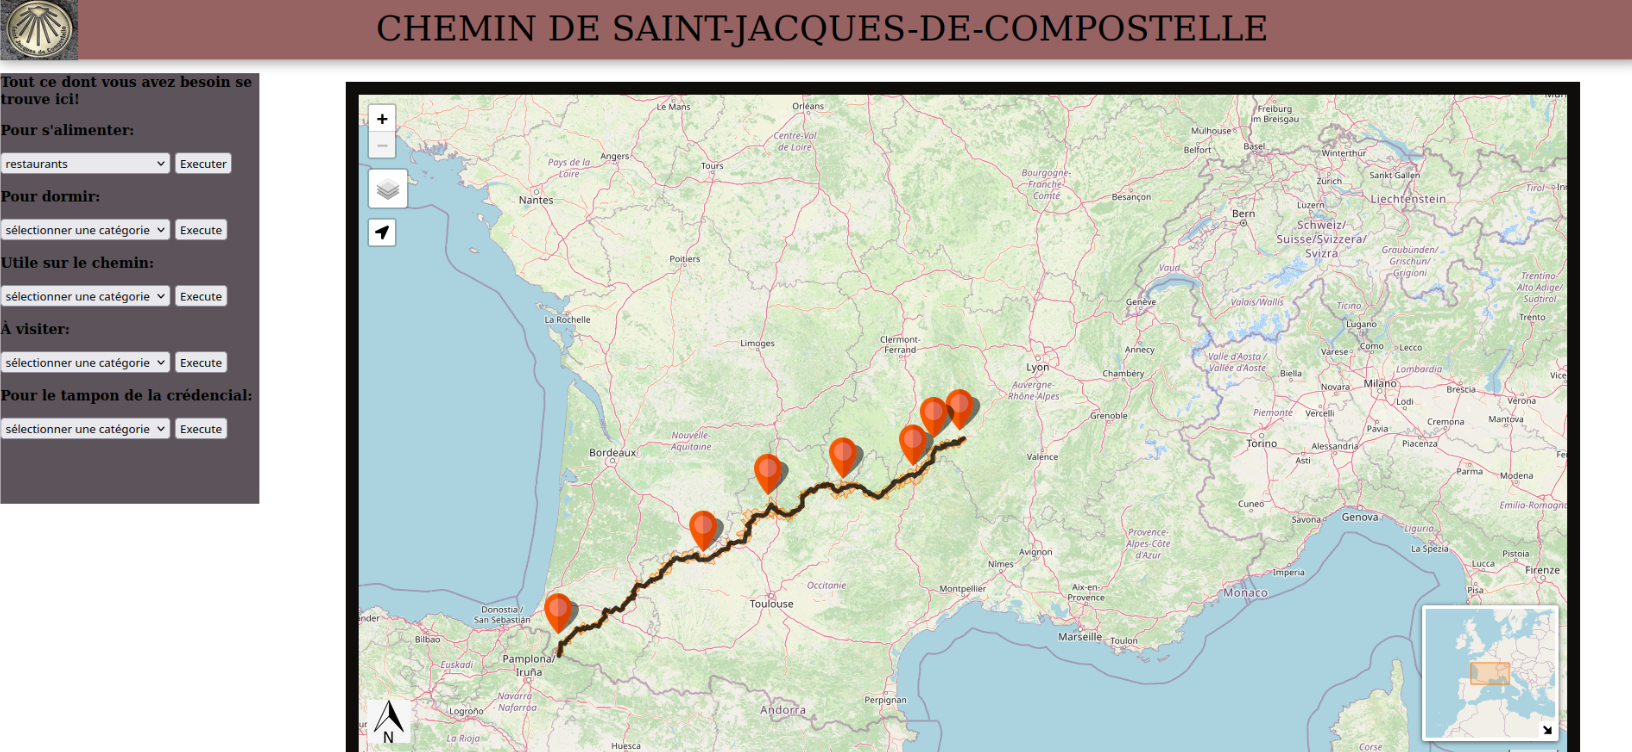 CHEMIN DE SAINT-JACQUES-DE-COMPOSTELLE
Tout ce dont vous avez besoin se
trouve ici!
Pour s'alimenter:
restaurants
Executer
Pour dormir:
sélectionner une catégorie
Execute
Utile sur le chemin:
sélectionner une catégorie
Execute
À visiter:
sélectionner une catégorie
Execute
Pour le tampon de la crédencial:
sélectionner une catégorie
Execute
+
−
Le Mans
Orléans
Freiburg
im Breisgau
Mulhouse
Centre-Val
de Loire
Belfort
Basel
Winterthur
Angers
Pays de la
Loire
Tours
Bourgogne-
Franche-
Comté
Zürich
Sankt Gallen
Tirol
Nantes
Besançon
Luzern
Liechtenstein
Bern
Schweiz/
Suisse/Svizzera/
Svizra
Graubünden/
Grischun/
Grigioni
Poitiers
Vaud
Trentino-
Alto Adige/
Südtirol
Genève
Valais/Wallis
Ticino
La Rochelle
Trento
Lugano
Limoges
Clermont-
Ferrand
Annecy
Varese
Como
Lecco
Valle d'Aosta /
Vallée d'Aoste
Lyon
Lombardia
Chambéry
Biella
Milano
Brescia
Auvergne-
Rhône-Alpes
Novara
Lodi
Verona
Grenoble
Piemonte
Vercelli
Cremona
Mantova
Nouvelle-
Aquitaine
Torino
Alessandria
Piacenza
Bordeaux
Valence
Asti
Parma
Modena
Cuneo
Emilia-Romagna
Savona
Genova
Liguria
Provence-
Alpes-Côte
d'Azur
La Spezia
Pistoia
Avignon
Nîmes
Lucca
Firenze
Imperia
Occitanie
Montpellier
Aix-en-
Provence
Monaco
Pisa
Toulouse
Donostia /
San Sebastián
Bilbao
Marseille
Toulon
Euskadi
Pamplona/
Iruña
Navarra -
Nafarroa
Perpignan
Logroño
Andorra
La Rioja
N
Huesca
Corse